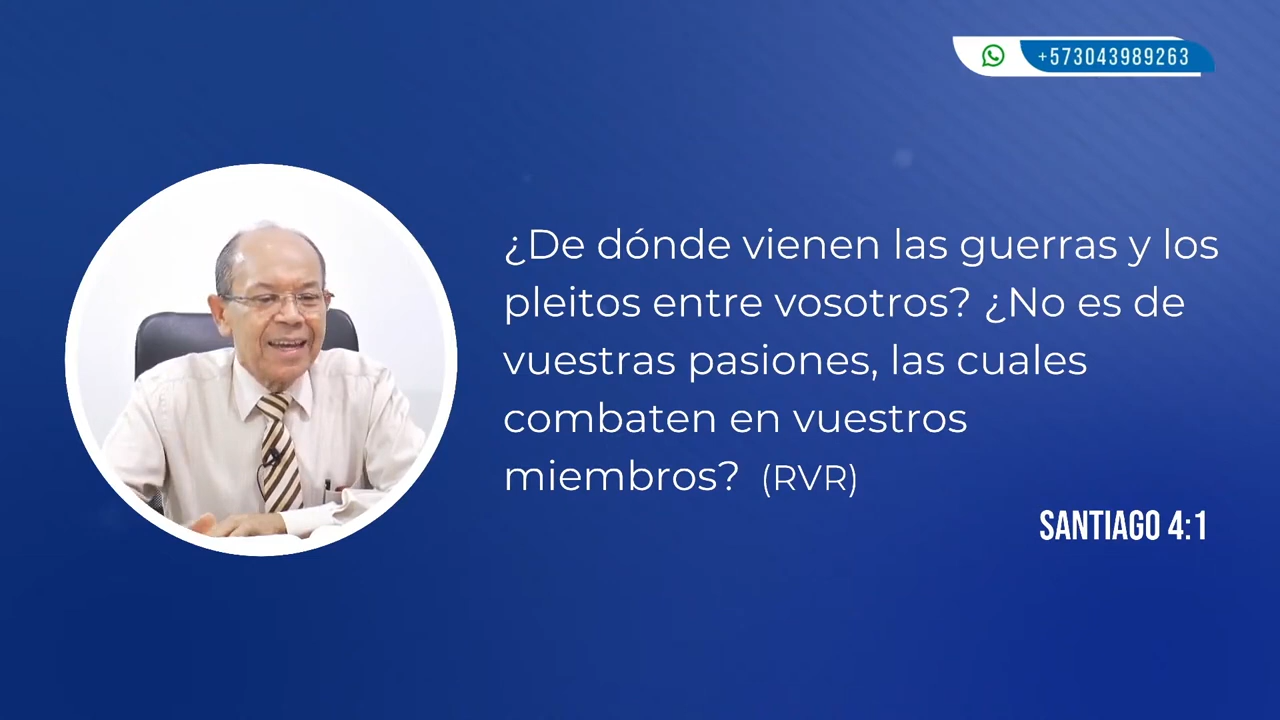 +573043989263
¿De dónde vienen las guerras y los
pleitos entre vosotros? ¿No es de
vuestras pasiones, las cuales
combaten en vuestros
miembros? (RVR)
SANTIAGO 4:1